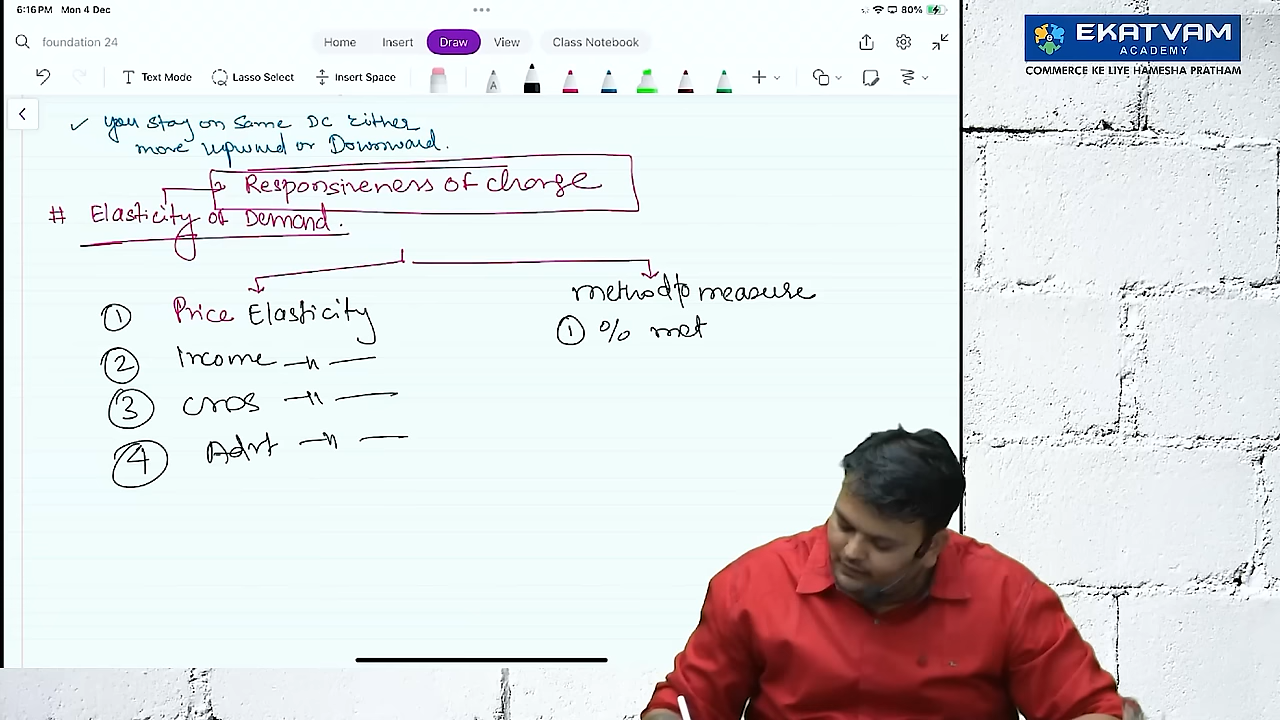 6:16 PM Mon 4 Dec
80%
foundation 24
Home Insert Draw View Class Notebook
Text Mode Lasso Select Insert Space
EKATVAM
ACADEMY
COMMERCE KE LIYE HAMESHA PRATHAM
✓ you stay on same DC either
more upward or Downward.
Responsiveness of change
# Elasticity of Demand.
① Price Elasticity
② Income —〃—
③ cros —〃—
④ Advt —〃—
method to measure
① % met